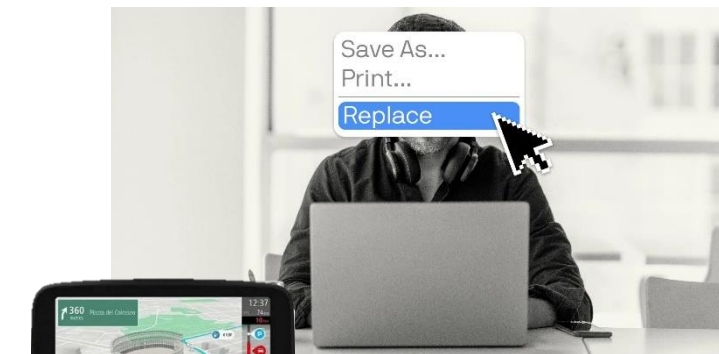 Save As...
Print...
Replace
12:37
360
Piazza del Colosseo